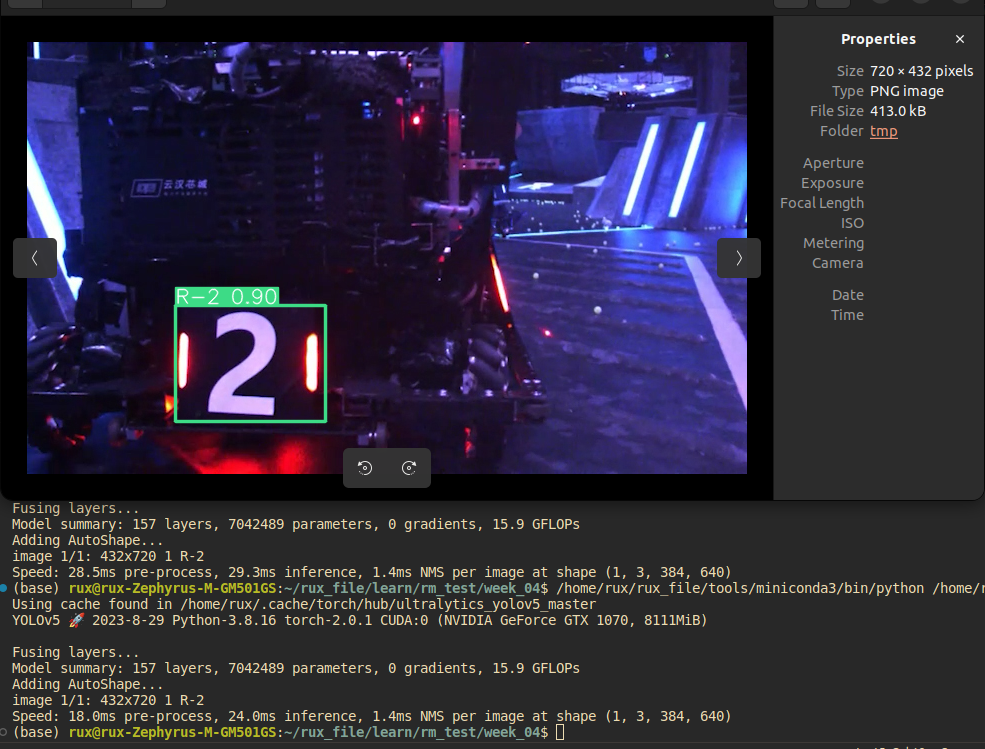 Properties ×
Size 720 × 432 pixels
Type PNG image
File Size 413.0 kB
Folder tmp
Aperture
Exposure
Focal Length
ISO
Metering
Camera
Date
Time
云汉芯城
R-2 0.90
2
Fusing layers...
Model summary: 157 layers, 7042489 parameters, 0 gradients, 15.9 GFLOPs
Adding AutoShape...
image 1/1: 432x720 1 R-2
Speed: 28.5ms pre-process, 29.3ms inference, 1.4ms NMS per image at shape (1, 3, 384, 640)
(base) rux@rux-Zephyrus-M-GM501GS:~/rux_file/learn/rm_test/week_04$ /home/rux/rux_file/tools/miniconda3/bin/python /home/r
Using cache found in /home/rux/.cache/torch/hub/ultralytics_yolov5_master
YOLOv5 🚀 2023-8-29 Python-3.8.16 torch-2.0.1 CUDA:0 (NVIDIA GeForce GTX 1070, 8111MiB)
Fusing layers...
Model summary: 157 layers, 7042489 parameters, 0 gradients, 15.9 GFLOPs
Adding AutoShape...
image 1/1: 432x720 1 R-2
Speed: 18.0ms pre-process, 24.0ms inference, 1.4ms NMS per image at shape (1, 3, 384, 640)
(base) rux@rux-Zephyrus-M-GM501GS:~/rux_file/learn/rm_test/week_04$